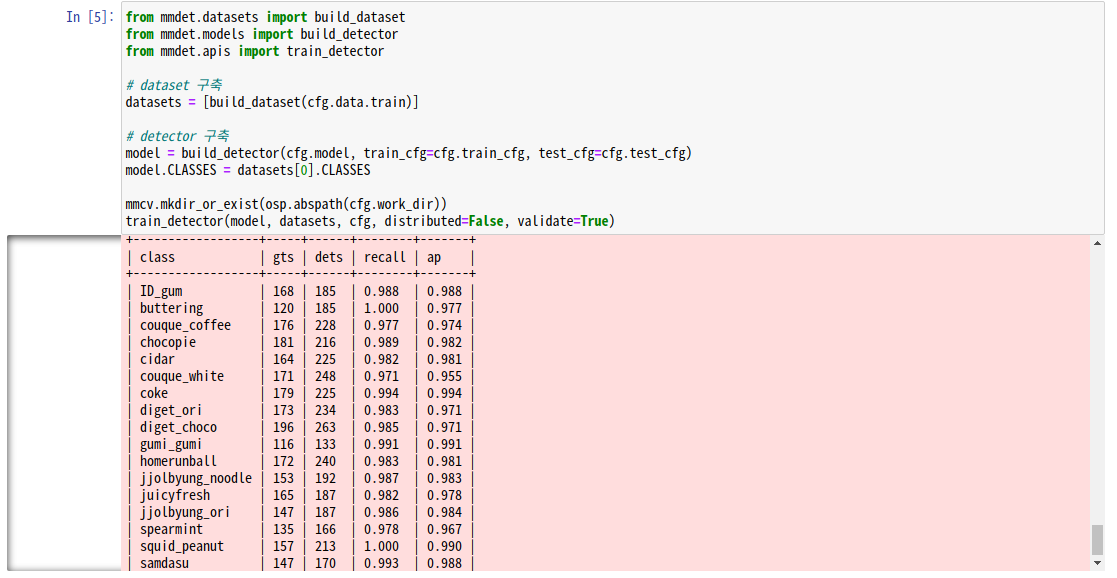 In [5]:
from mmdet.datasets import build_dataset
from mmdet.models import build_detector
from mmdet.apis import train_detector
# dataset 구축
datasets = [build_dataset(cfg.data.train)]
# detector 구축
model = build_detector(cfg.model, train_cfg=cfg.train_cfg, test_cfg=cfg.test_cfg)
model.CLASSES = datasets[0].CLASSES
mmcv.mkdir_or_exist(osp.abspath(cfg.work_dir))
train_detector(model, datasets, cfg, distributed=False, validate=True)
+------------------+-----+------+--------+-------+
| class            | gts | dets | recall | ap    |
+------------------+-----+------+--------+-------+
| ID_gum           | 168 | 185  | 0.988  | 0.988 |
| buttering        | 120 | 185  | 1.000  | 0.977 |
| couque_coffee    | 176 | 228  | 0.977  | 0.974 |
| chocopie         | 181 | 216  | 0.989  | 0.982 |
| cidar            | 164 | 225  | 0.982  | 0.981 |
| couque_white     | 171 | 248  | 0.971  | 0.955 |
| coke             | 179 | 225  | 0.994  | 0.994 |
| diget_ori        | 173 | 234  | 0.983  | 0.971 |
| diget_choco      | 196 | 263  | 0.985  | 0.971 |
| gumi_gumi        | 116 | 133  | 0.991  | 0.991 |
| homerunball      | 172 | 240  | 0.983  | 0.981 |
| jjolbyung_noodle | 153 | 192  | 0.987  | 0.983 |
| juicyfresh       | 165 | 187  | 0.982  | 0.978 |
| jjolbyung_ori    | 147 | 187  | 0.986  | 0.984 |
| spearmint        | 135 | 166  | 0.978  | 0.967 |
| squid_peanut     | 157 | 213  | 1.000  | 0.990 |
| samdasu          | 147 | 170  | 0.993  | 0.988 |